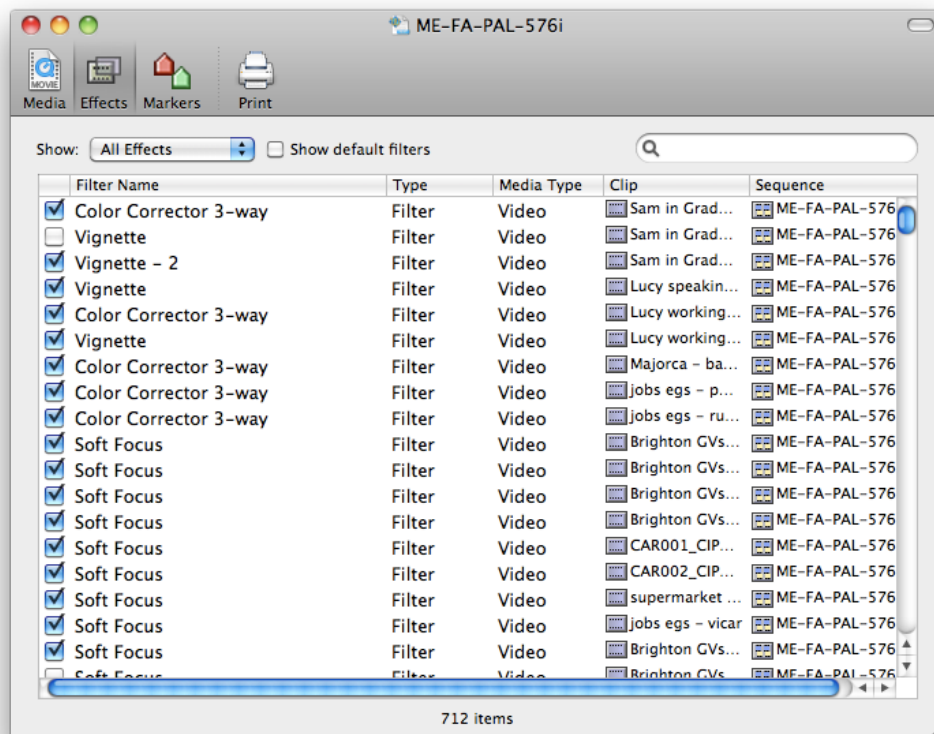 ME-FA-PAL-576i
MOVIE
Media Effects Markers Print
Show: All Effects Show default filters
Filter Name Type Media Type Clip Sequence
Color Corrector 3-way Filter Video Sam in Grad... ME-FA-PAL-576
Vignette Filter Video Sam in Grad... ME-FA-PAL-576
Vignette - 2 Filter Video Sam in Grad... ME-FA-PAL-576
Vignette Filter Video Lucy speakin... ME-FA-PAL-576
Color Corrector 3-way Filter Video Lucy working... ME-FA-PAL-576
Vignette Filter Video Lucy working... ME-FA-PAL-576
Color Corrector 3-way Filter Video Majorca - ba... ME-FA-PAL-576
Color Corrector 3-way Filter Video jobs egs - p... ME-FA-PAL-576
Color Corrector 3-way Filter Video jobs egs - ru... ME-FA-PAL-576
Soft Focus Filter Video Brighton GVs... ME-FA-PAL-576
Soft Focus Filter Video Brighton GVs... ME-FA-PAL-576
Soft Focus Filter Video Brighton GVs... ME-FA-PAL-576
Soft Focus Filter Video Brighton GVs... ME-FA-PAL-576
Soft Focus Filter Video CAR001_CIP... ME-FA-PAL-576
Soft Focus Filter Video CAR002_CIP... ME-FA-PAL-576
Soft Focus Filter Video supermarket ... ME-FA-PAL-576
Soft Focus Filter Video jobs egs - vicar ME-FA-PAL-576
Soft Focus Filter Video Brighton GVs... ME-FA-PAL-576
Soft Focus Filter Video Brighton GVs... ME-FA-PAL-576
712 items